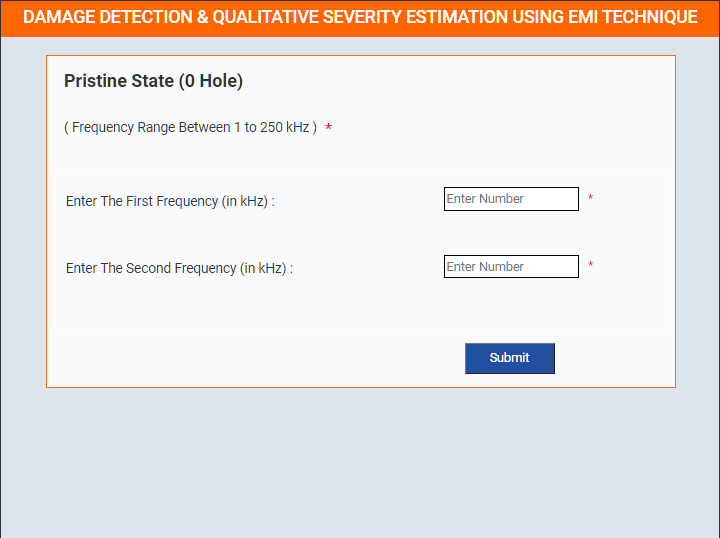 DAMAGE DETECTION & QUALITATIVE SEVERITY ESTIMATION USING EMI TECHNIQUE
Pristine State (0 Hole)
( Frequency Range Between 1 to 250 kHz ) *
Enter The First Frequency (in kHz) : Enter Number *
Enter The Second Frequency (in kHz) : Enter Number *
Submit